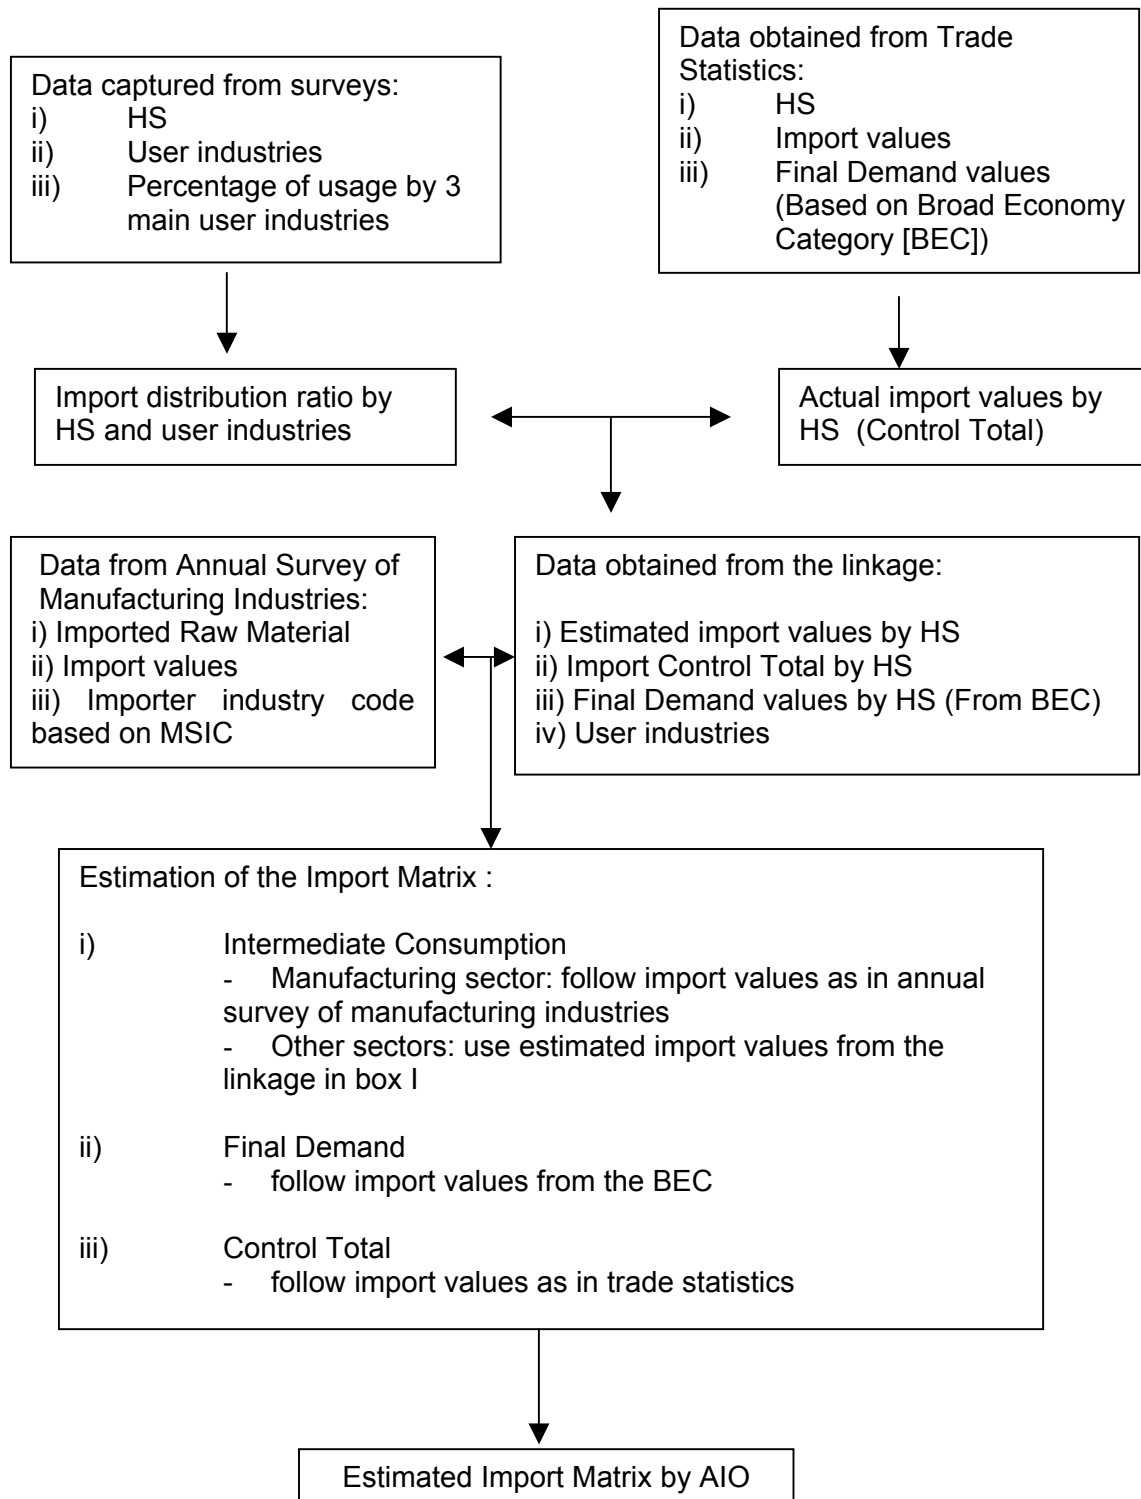 Data captured from surveys:
i) HS
ii) User industries
iii) Percentage of usage by 3
main user industries
Data obtained from Trade
Statistics:
i) HS
ii) Import values
iii) Final Demand values
(Based on Broad Economy
Category [BEC])
Import distribution ratio by
HS and user industries
Actual import values by
HS (Control Total)
Data from Annual Survey of
Manufacturing Industries:
i) Imported Raw Material
ii) Import values
iii) Importer industry code
based on MSIC
Data obtained from the linkage:
i) Estimated import values by HS
ii) Import Control Total by HS
iii) Final Demand values by HS (From BEC)
iv) User industries
Estimation of the Import Matrix :
i) Intermediate Consumption
- Manufacturing sector: follow import values as in annual
survey of manufacturing industries
- Other sectors: use estimated import values from the
linkage in box I
ii) Final Demand
- follow import values from the BEC
iii) Control Total
- follow import values as in trade statistics
Estimated Import Matrix by AIO